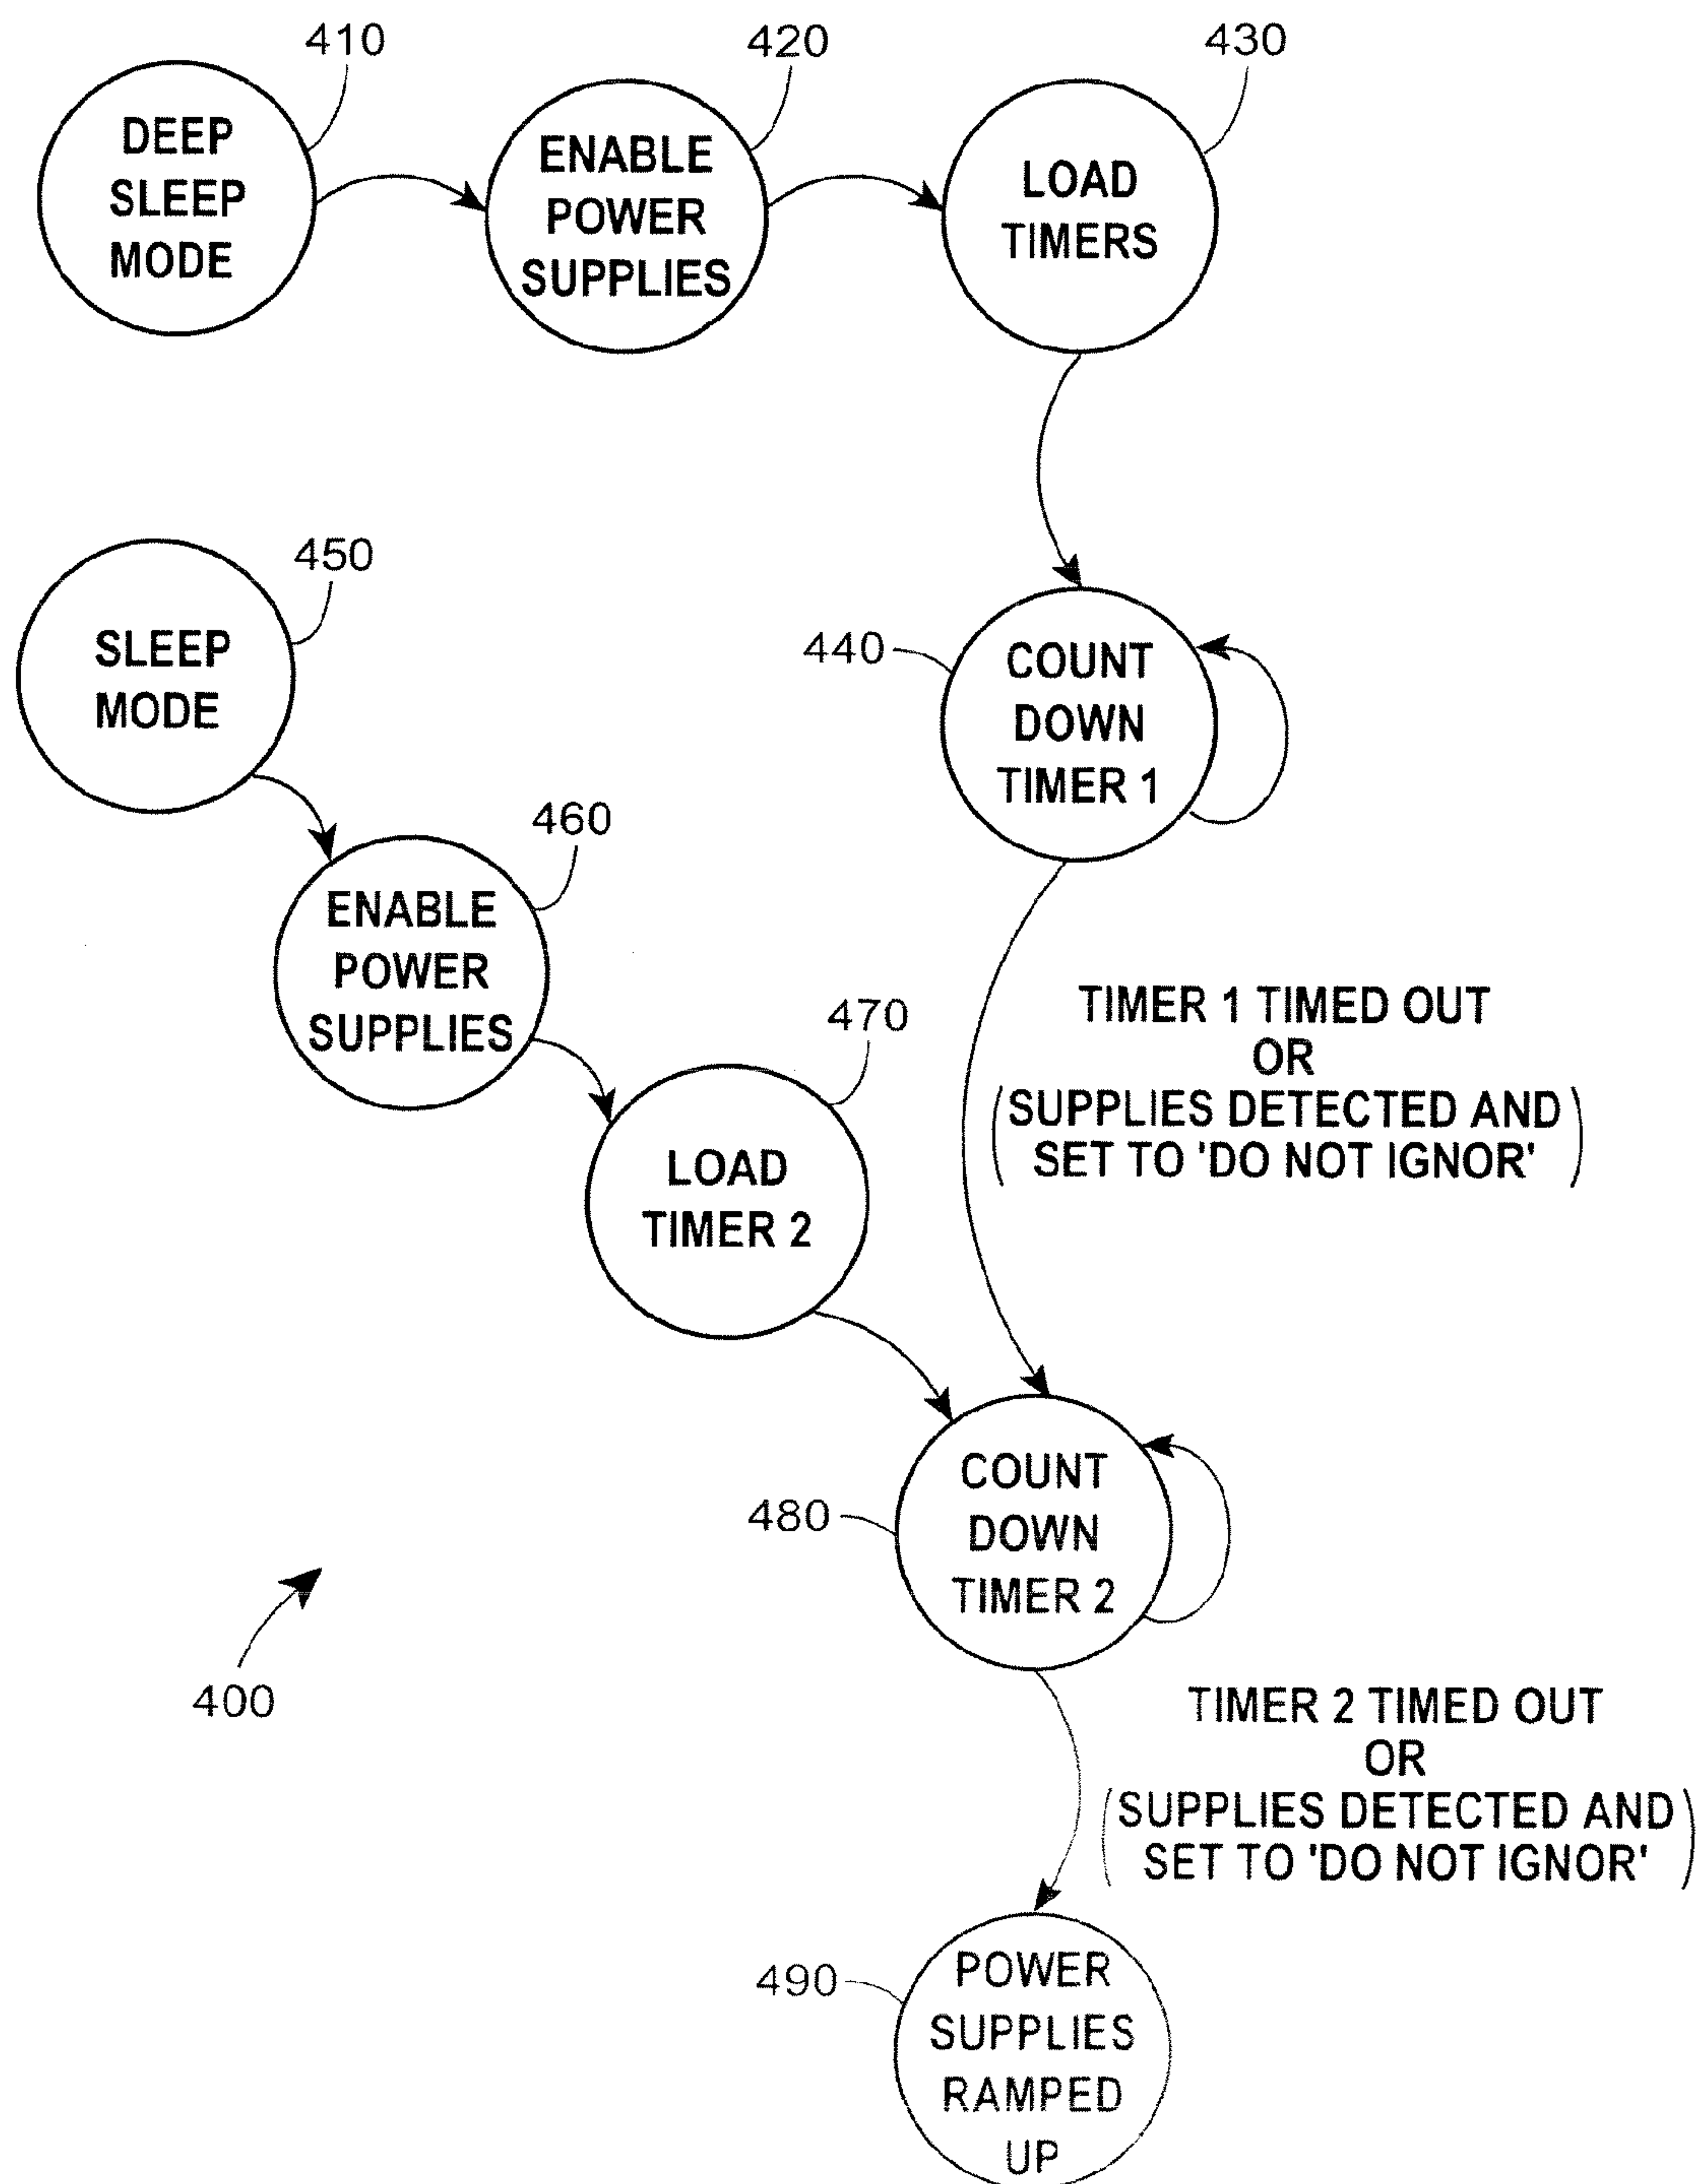 410
420
430
DEEP
SLEEP
MODE
ENABLE
POWER
SUPPLIES
LOAD
TIMERS
450
SLEEP
MODE
440
COUNT
DOWN
TIMER 1
460
ENABLE
POWER
SUPPLIES
470
LOAD
TIMER 2
TIMER 1 TIMED OUT
OR
(SUPPLIES DETECTED AND
SET TO 'DO NOT IGNOR')
480
COUNT
DOWN
TIMER 2
400
TIMER 2 TIMED OUT
OR
(SUPPLIES DETECTED AND
SET TO 'DO NOT IGNOR')
490
POWER
SUPPLIES
RAMPED
UP